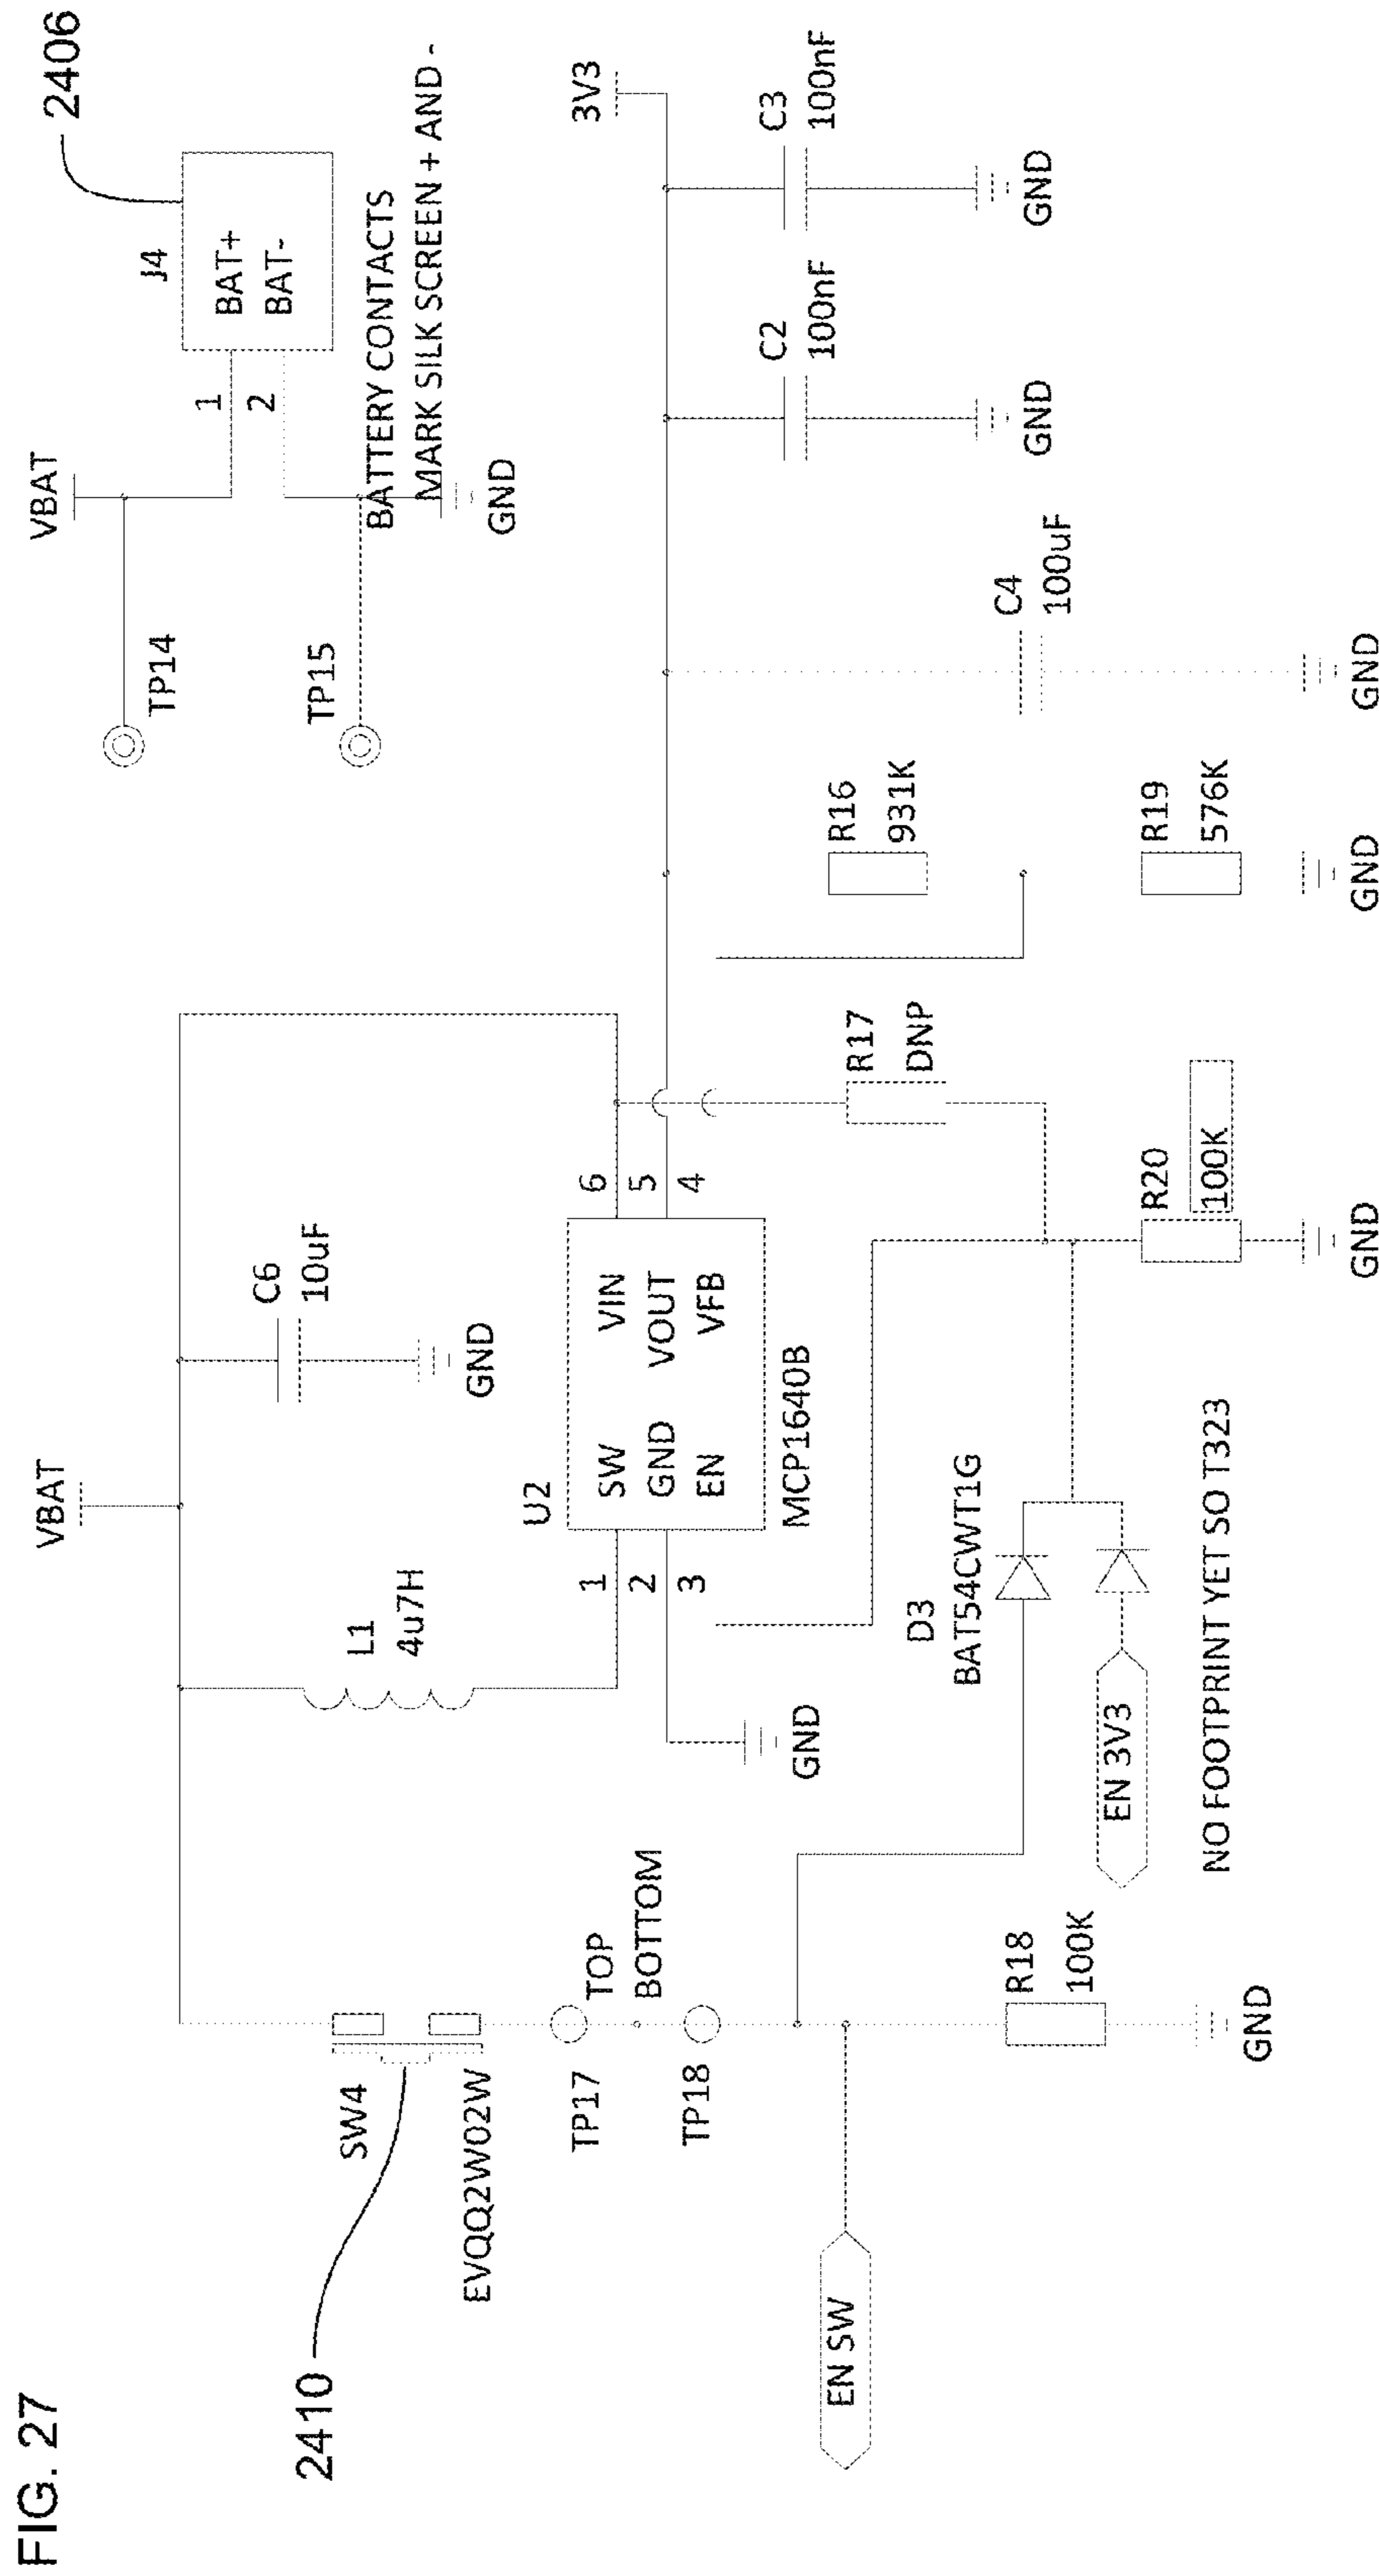 FIG. 27
2410
SW4
EVQQ2W02W
TP17
TOP
BOTTOM
TP18
EN SW
R18
100K
GND
VBAT
L1
4u7H
C6
10uF
GND
U2
1
2
3
SW
GND
EN
VIN
VOUT
VFB
6
5
4
MCP1640B
GND
D3
BAT54CWT1G
EN 3V3
NO FOOTPRINT YET SO T323
R17
DNP
R20
100K
GND
R16
931K
R19
576K
GND
C4
100uF
GND
C2
100nF
GND
C3
100nF
GND
3V3
VBAT
TP14
TP15
1
2
J4
BAT+
BAT-
2406
BATTERY CONTACTS
MARK SILK SCREEN + AND -
GND